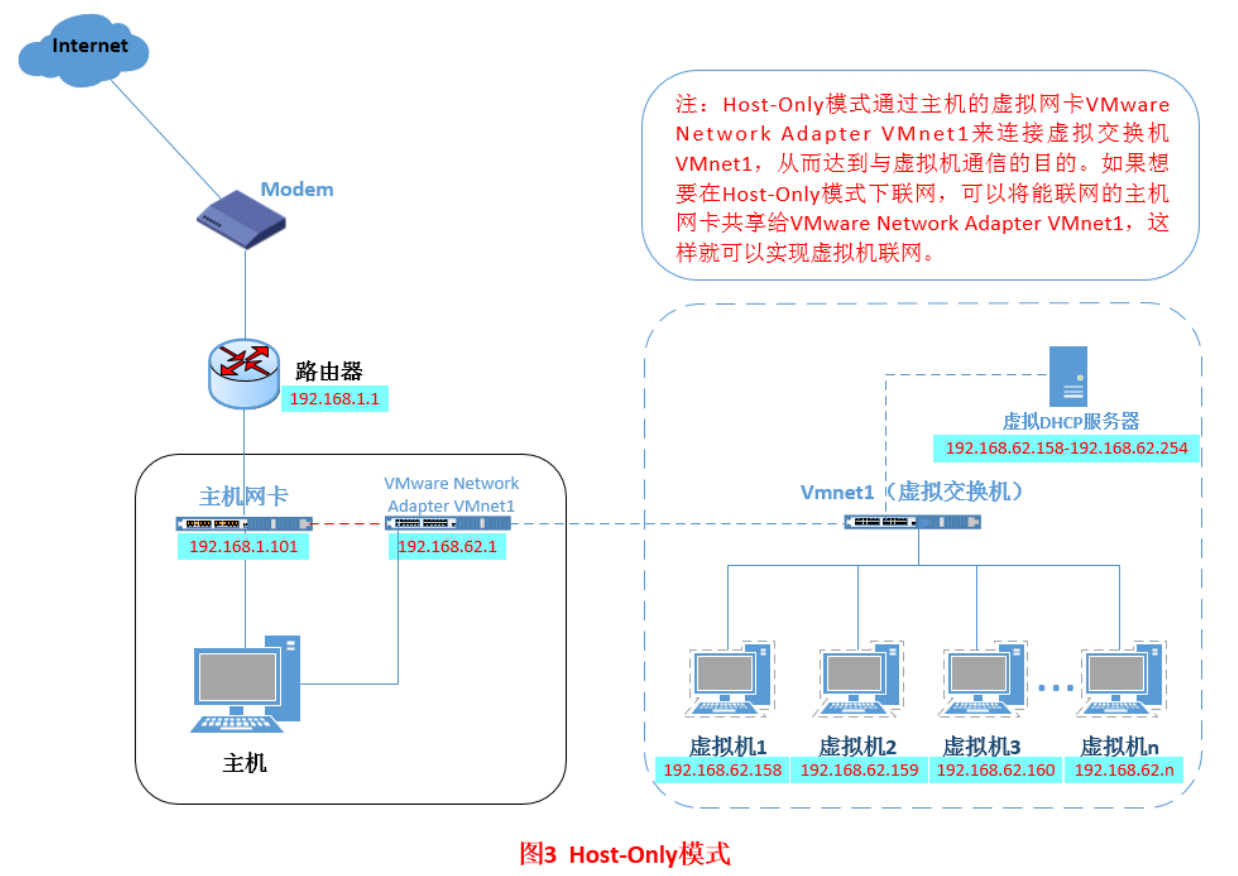 Internet
注：Host-Only模式通过主机的虚拟网卡VMware
Network Adapter VMnet1来连接虚拟交换机
VMnet1，从而达到与虚拟机通信的目的。如果想
要在Host-Only模式下联网，可以将能联网的主机
网卡共享给VMware Network Adapter VMnet1，这
样就可以实现虚拟机联网。
Modem
路由器
192.168.1.1
虚拟DHCP服务器
192.168.62.158-192.168.62.254
主机网卡
192.168.1.101
VMware Network
Adapter VMnet1
192.168.62.1
Vmnet1（虚拟交换机）
主机
虚拟机1
192.168.62.158
虚拟机2
192.168.62.159
虚拟机3
192.168.62.160
...
虚拟机n
192.168.62.n
图3 Host-Only模式